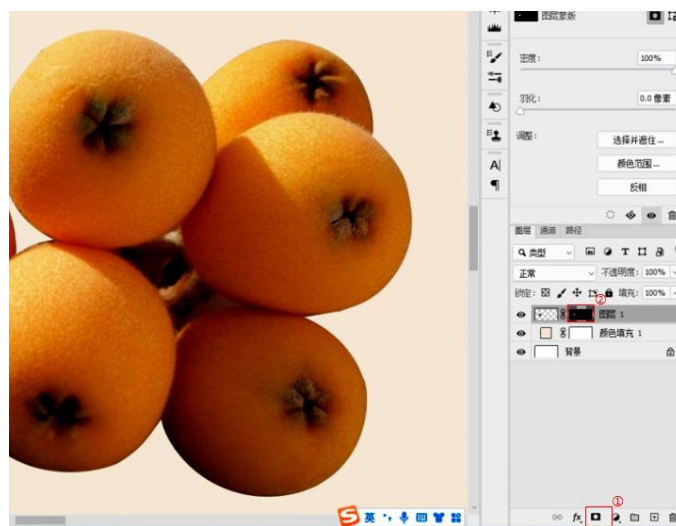 图层蒙版
密度: 100%
羽化: 0.0 像素
调整: 选择并遮住...
颜色范围...
反相
图层 通道 路径
类型
正常 不透明度: 100%
锁定: 填充: 100%
②
图层 1
颜色填充 1
背景
①
fx
英